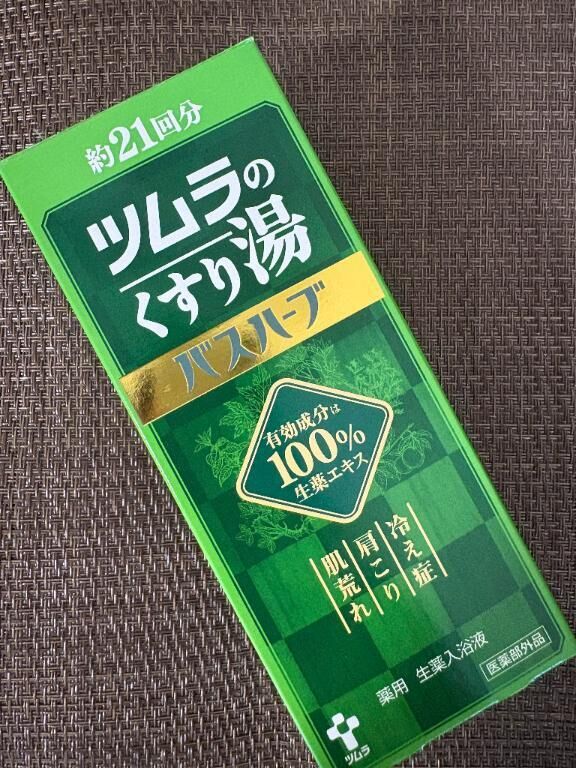 約21回分
ツムラの
くすり湯
バスハーブ
有効成分は
100%
生薬エキス
冷え症
肩こり
肌荒れ
薬用 生薬入浴液
医薬部外品
ツムラ